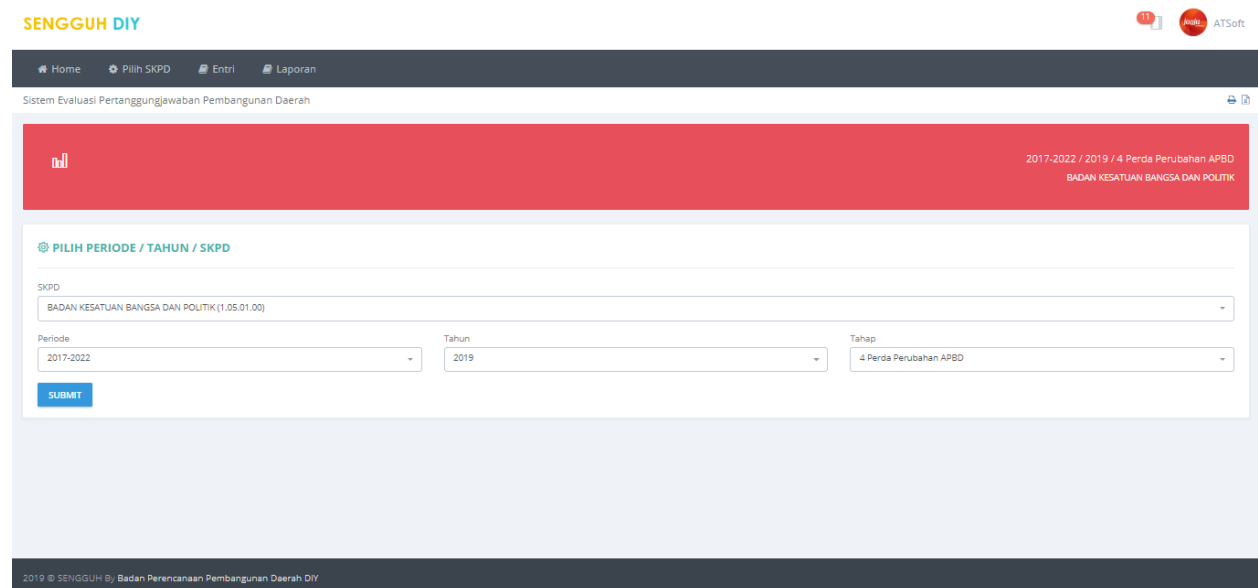 SENGGUH DIY
11
jogja
ATSoft
Home Pilih SKPD Entri Laporan
Sistem Evaluasi Pertanggungjawaban Pembangunan Daerah
2017-2022 / 2019 / 4 Perda Perubahan APBD
BADAN KESATUAN BANGSA DAN POLITIK
PILIH PERIODE / TAHUN / SKPD
SKPD
BADAN KESATUAN BANGSA DAN POLITIK (1.05.01.00)
Periode Tahun Tahap
2017-2022 2019 4 Perda Perubahan APBD
SUBMIT
2019 © SENGGUH By Badan Perencanaan Pembangunan Daerah DIY